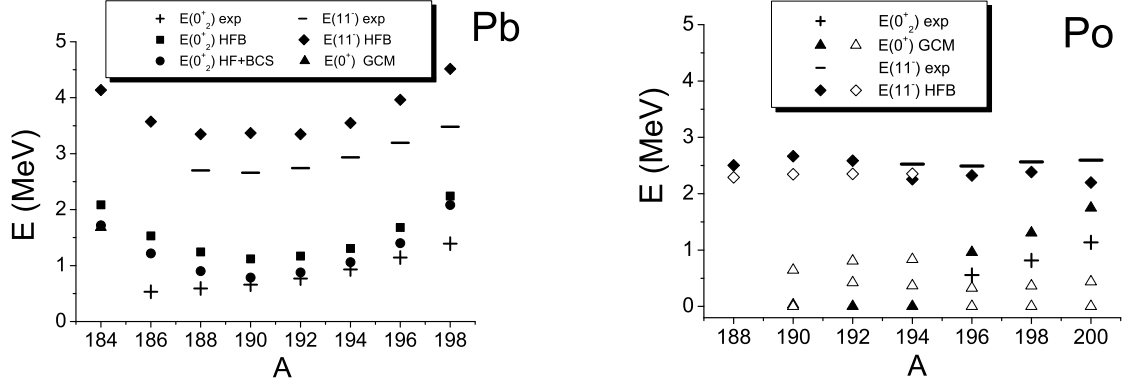 E(0⁺₂) exp
E(11⁻) exp
E(0⁺₂) HFB
E(11⁻) HFB
E(0⁺₂) HF+BCS
E(0⁺) GCM
Pb
5
4
3
2
1
0
E (MeV)
184 186 188 190 192 194 196 198
A
E(0⁺₂) exp
E(0⁺) GCM
E(11⁻) exp
E(11⁻) HFB
Po
5
4
3
2
1
0
E (MeV)
188 190 192 194 196 198 200
A